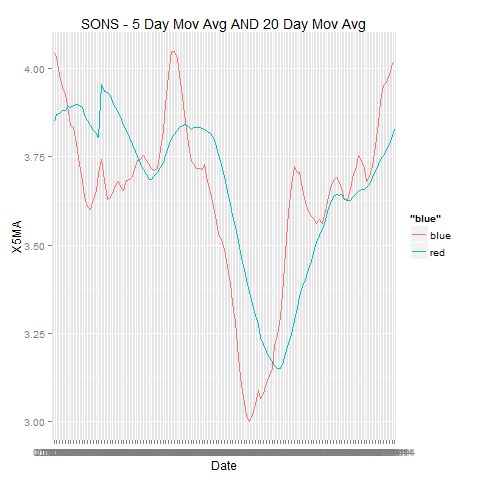 SONS - 5 Day Mov Avg AND 20 Day Mov Avg
4.00
3.75
3.50
3.25
3.00
X5MA
Date
"blue"
blue
red